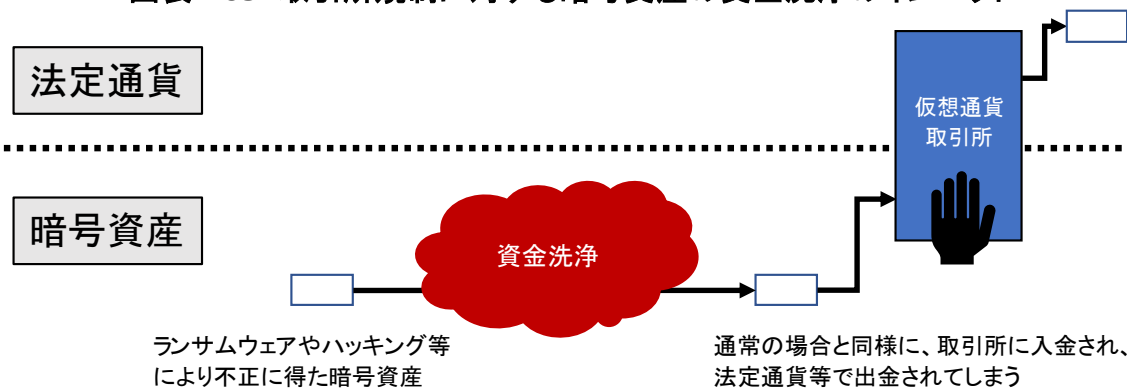 法定通貨
仮想通貨
取引所
暗号資産
資金洗浄
ランサムウェアやハッキング等
により不正に得た暗号資産
通常の場合と同様に、取引所に入金され、
法定通貨等で出金されてしまう